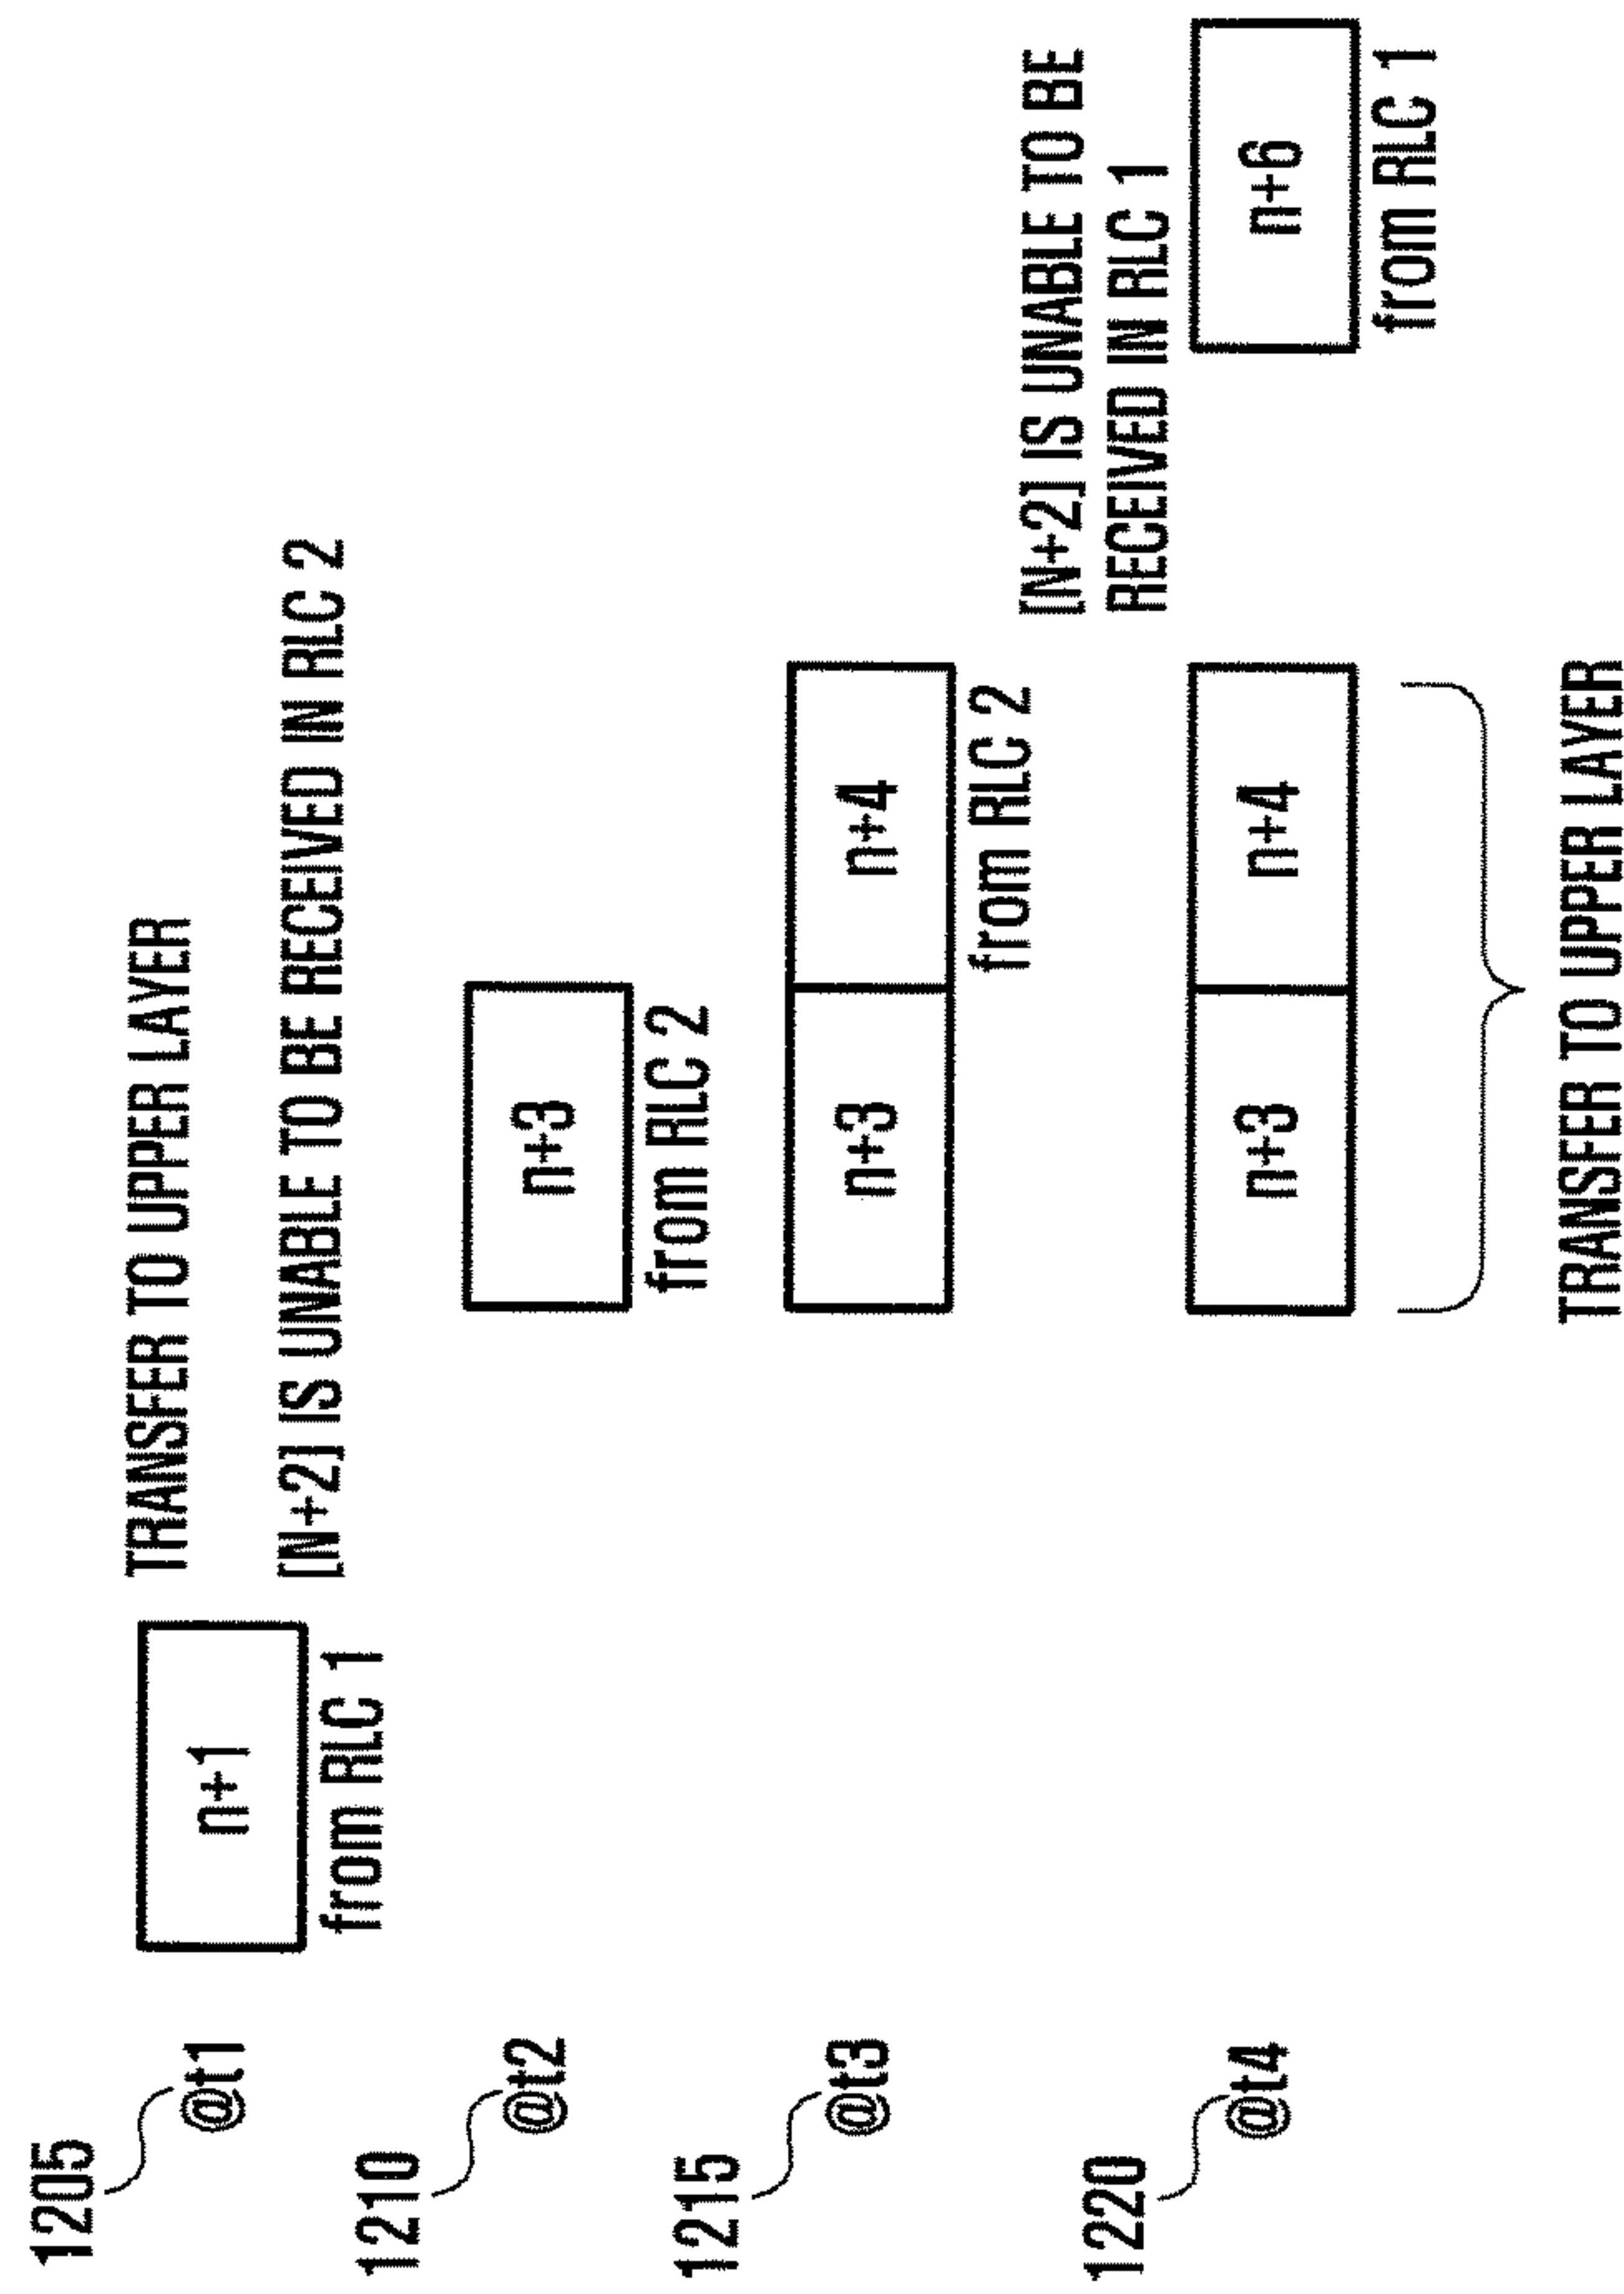 1205
@t1
n+1
from RLC 1
TRANSFER TO UPPER LAYER
[N+2] IS UNABLE TO BE RECEIVED IN RLC 2
1210
@t2
n+3
from RLC 2
1215
@t3
n+3
n+4
from RLC 2
[N+2] IS UNABLE TO BE
RECEIVED IN RLC 1
1220
@t4
n+3
n+4
n+6
from RLC 1
TRANSFER TO UPPER LAYER